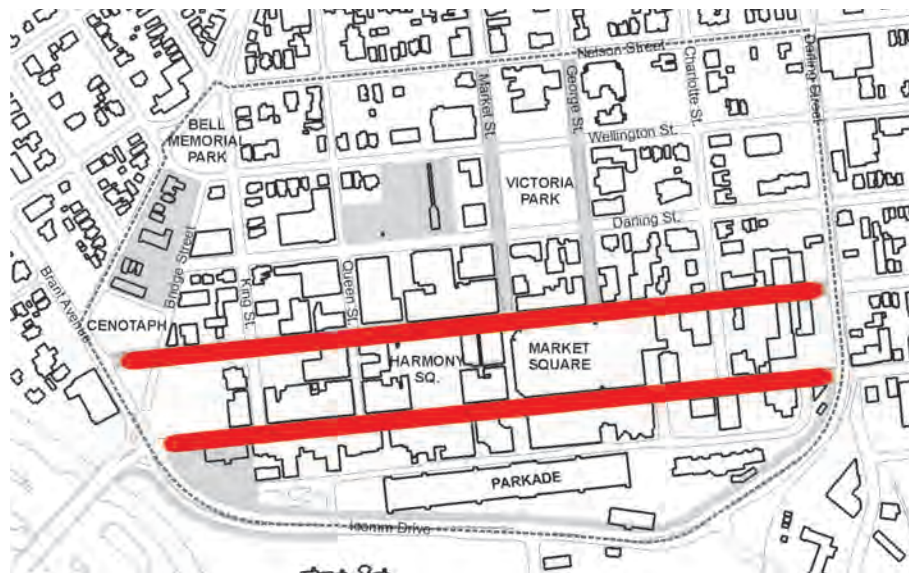 Nelson Street
Darling Street
Market St.
George St.
Charlotte St.
BELL
MEMORIAL
PARK
Wellington St.
VICTORIA
PARK
Darling St.
Bridge Street
Brant Avenue
King St.
Queen St.
CENOTAPH
HARMONY
SQ.
MARKET
SQUARE
PARKADE
Icomm Drive